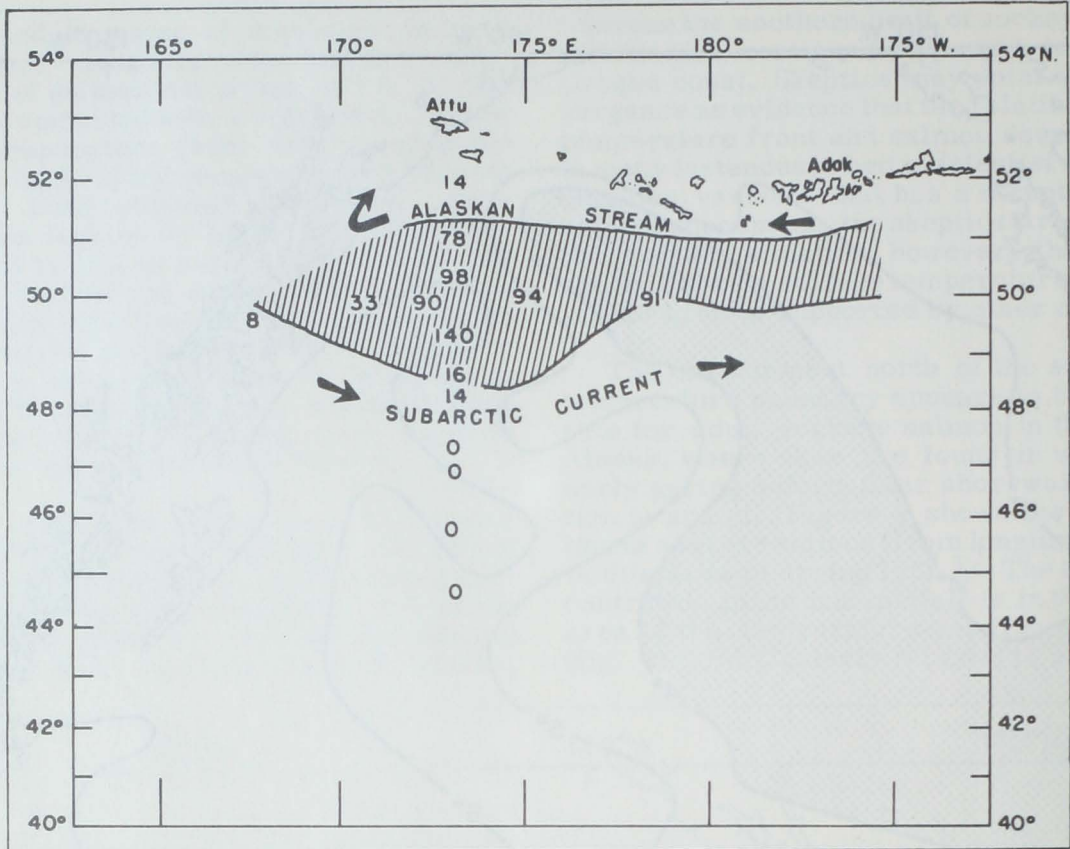 165° 170° 175° E. 180° 175° W.
54° 54° N.
Attu
52° 14 Adak 52°
ALASKAN STREAM
78
98
50° 33 90 94 91 50°
8
140
16
14
48° SUBARCTIC CURRENT 48°
0
0
46° 0 46°
0
44° 44°
42° 42°
40° 40°